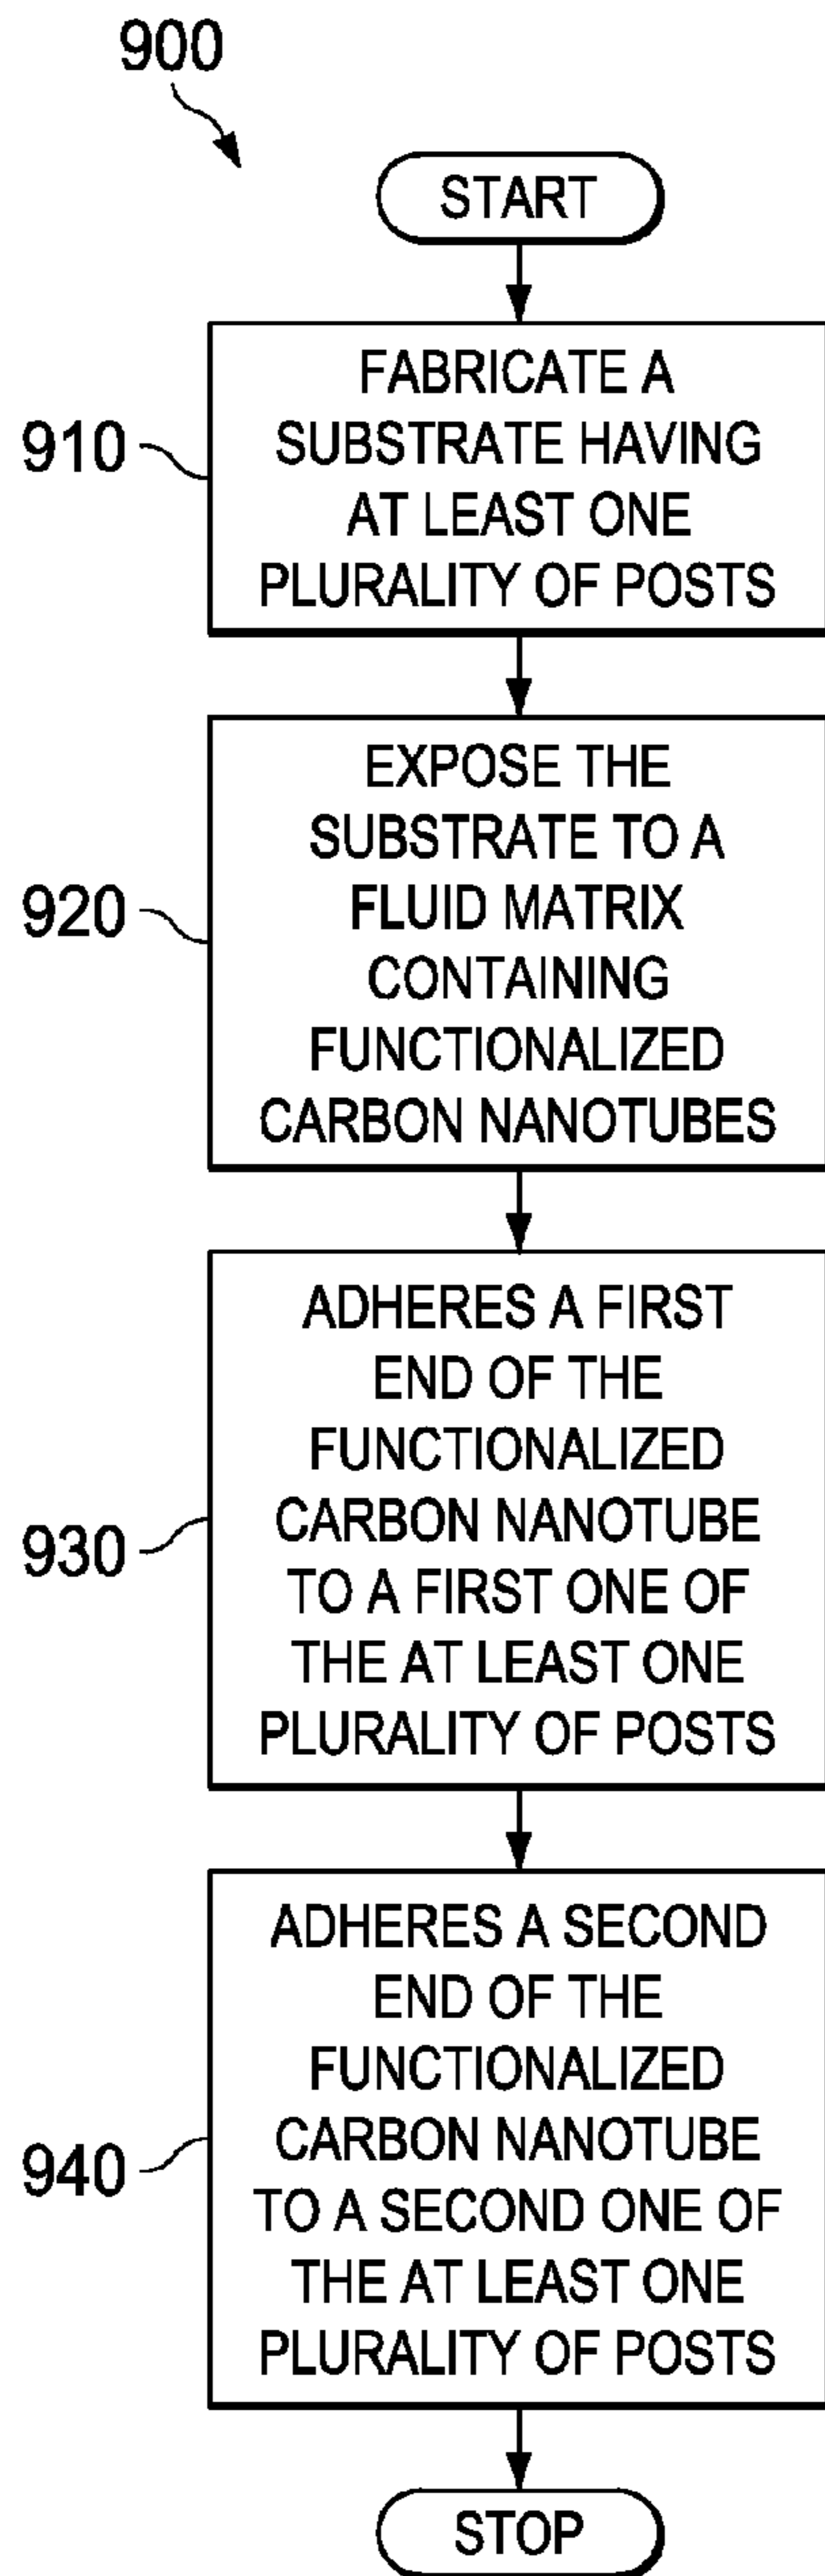 900
START
910
FABRICATE A
SUBSTRATE HAVING
AT LEAST ONE
PLURALITY OF POSTS
920
EXPOSE THE
SUBSTRATE TO A
FLUID MATRIX
CONTAINING
FUNCTIONALIZED
CARBON NANOTUBES
930
ADHERES A FIRST
END OF THE
FUNCTIONALIZED
CARBON NANOTUBE
TO A FIRST ONE OF
THE AT LEAST ONE
PLURALITY OF POSTS
940
ADHERES A SECOND
END OF THE
FUNCTIONALIZED
CARBON NANOTUBE
TO A SECOND ONE OF
THE AT LEAST ONE
PLURALITY OF POSTS
STOP